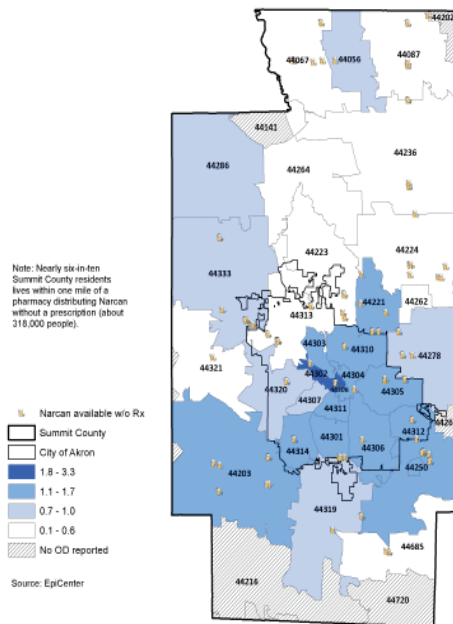 44202
44067
44056
44087
44141
44236
44286
44264
44223
44224
44333
44221
44262
44313
44303
44310
44278
44321
44302
44304
44320
44305
44307
44311
44312
44301
44306
44314
44203
44250
44319
44685
44216
44720
Note: Nearly six-in-ten
Summit County residents
lives within one mile of a
pharmacy distributing Narcan
without a prescription (about
318,000 people).
Narcan available w/o Rx
Summit County
City of Akron
1.8 - 3.3
1.1 - 1.7
0.7 - 1.0
0.1 - 0.6
No OD reported
Source: EpiCenter